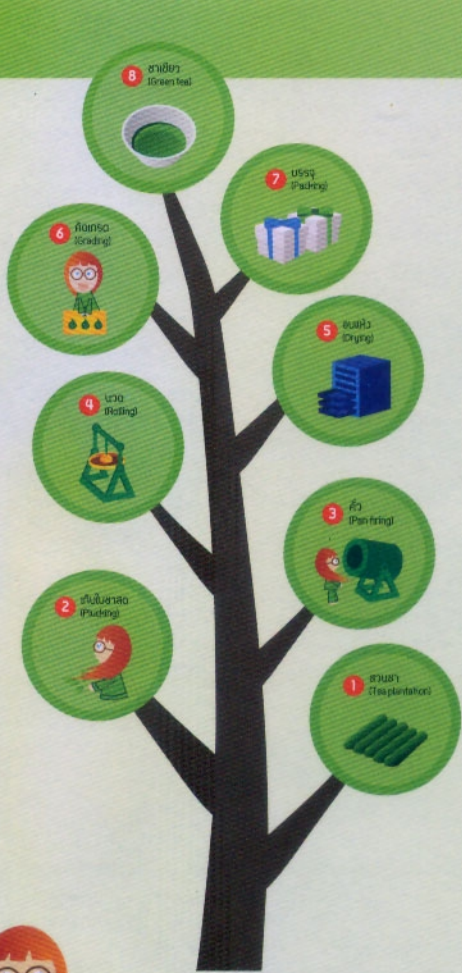 8 ชาเขียว
(Green tea)
7 บรรจุ
(Packing)
6 คัดเกรด
(Grading)
5 อบแห้ง
(Drying)
4 นวด
(Rolling)
3 คั่ว
(Pan-firing)
2 เก็บใบชาสด
(Plucking)
1 สวนชา
(Tea plantation)